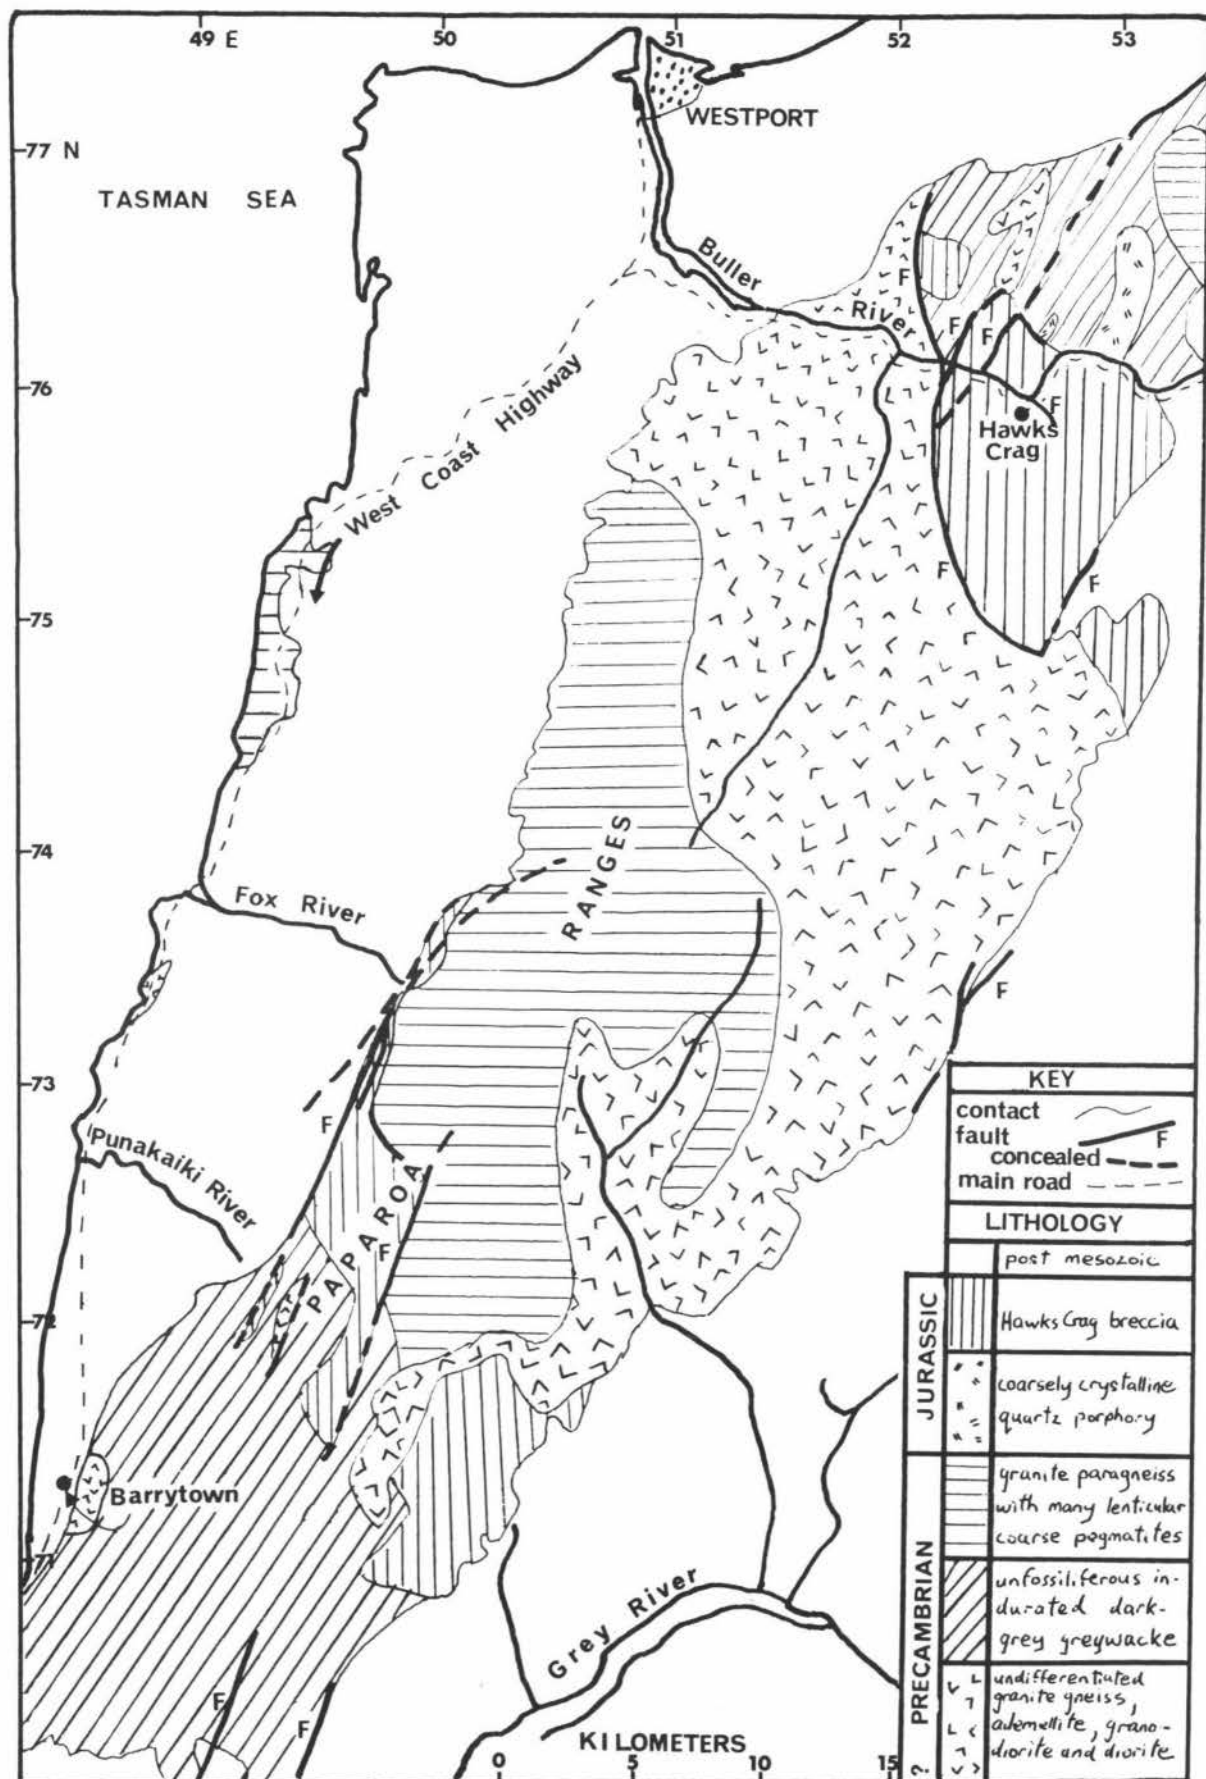 49 E 50 51 52 53
77 N
76
75
74
73
72
71
WESTPORT
TASMAN SEA
Buller
River
West Coast Highway
Hawks
Crag
RANGES
Fox River
PAPAROA
Punakaiki River
Barrytown
Grey River
F
F
F
F
F
F
F
F
F
F
F
KILOMETERS
0 5 10 15
KEY
contact
fault F
concealed
main road
LITHOLOGY
post mesozoic
JURASSIC
Hawks Crag breccia
coarsely crystalline
quartz porphory
? PRECAMBRIAN
granite paragneiss
with many lenticular
coarse pegmatites
unfossiliferous in-
durated dark-
grey greywacke
undifferentiated
granite gneiss,
ademellite, grano-
diorite and diorite